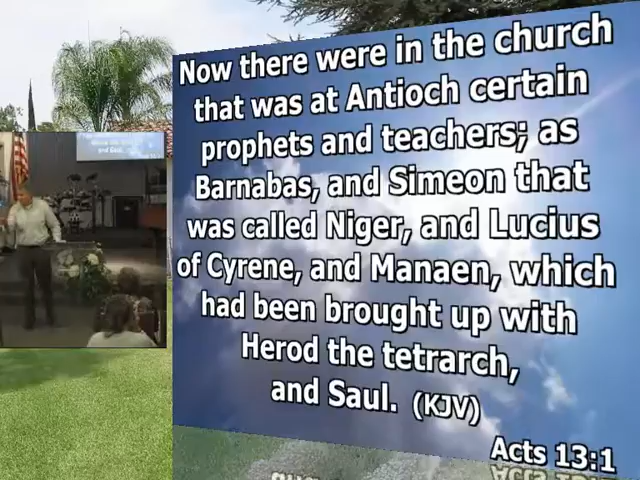 Now there were in the church
that was at Antioch certain
prophets and teachers; as
Barnabas, and Simeon that
was called Niger, and Lucius
of Cyrene, and Manaen, which
had been brought up with
Herod the tetrarch,
and Saul. (KJV)
Acts 13:1